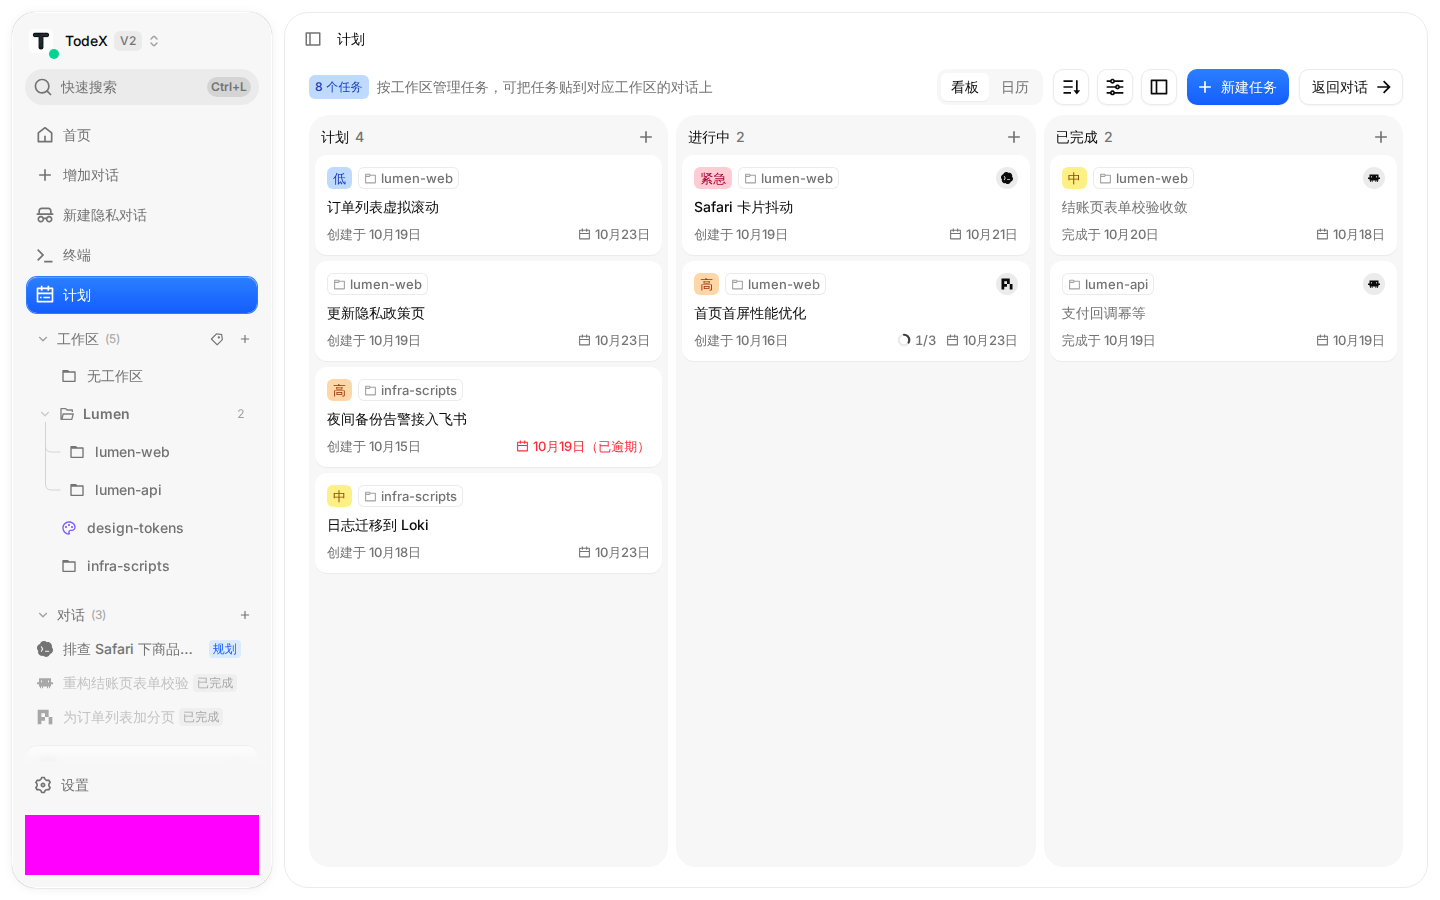 TodeX V2
快速搜索 Ctrl+L
首页
增加对话
新建隐私对话
终端
计划
工作区 (5)
无工作区
Lumen 2
lumen-web
lumen-api
design-tokens
infra-scripts
对话 (3)
排查 Safari 下商品... 规划
重构结账页表单校验 已完成
为订单列表加分页 已完成
设置
计划
8 个任务 按工作区管理任务，可把任务贴到对应工作区的对话上
看板 日历 新建任务 返回对话
计划 4
低 lumen-web
订单列表虚拟滚动
创建于 10月19日 10月23日
lumen-web
更新隐私政策页
创建于 10月19日 10月23日
高 infra-scripts
夜间备份告警接入飞书
创建于 10月15日 10月19日（已逾期）
中 infra-scripts
日志迁移到 Loki
创建于 10月18日 10月23日
进行中 2
紧急 lumen-web
Safari 卡片抖动
创建于 10月19日 10月21日
高 lumen-web
首页首屏性能优化
创建于 10月16日 1/3 10月23日
已完成 2
中 lumen-web
结账页表单校验收敛
完成于 10月20日 10月18日
lumen-api
支付回调幂等
完成于 10月19日 10月19日